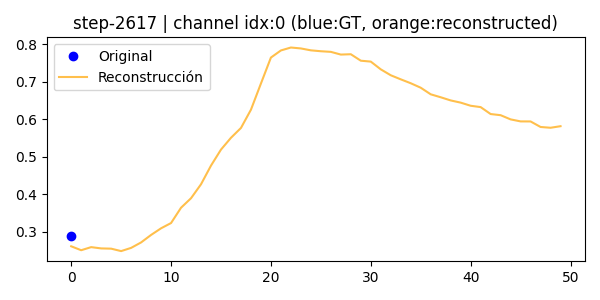 step-2617 | channel idx:0 (blue:GT, orange:reconstructed)
Original
Reconstrucción
0.8
0.7
0.6
0.5
0.4
0.3
0 10 20 30 40 50